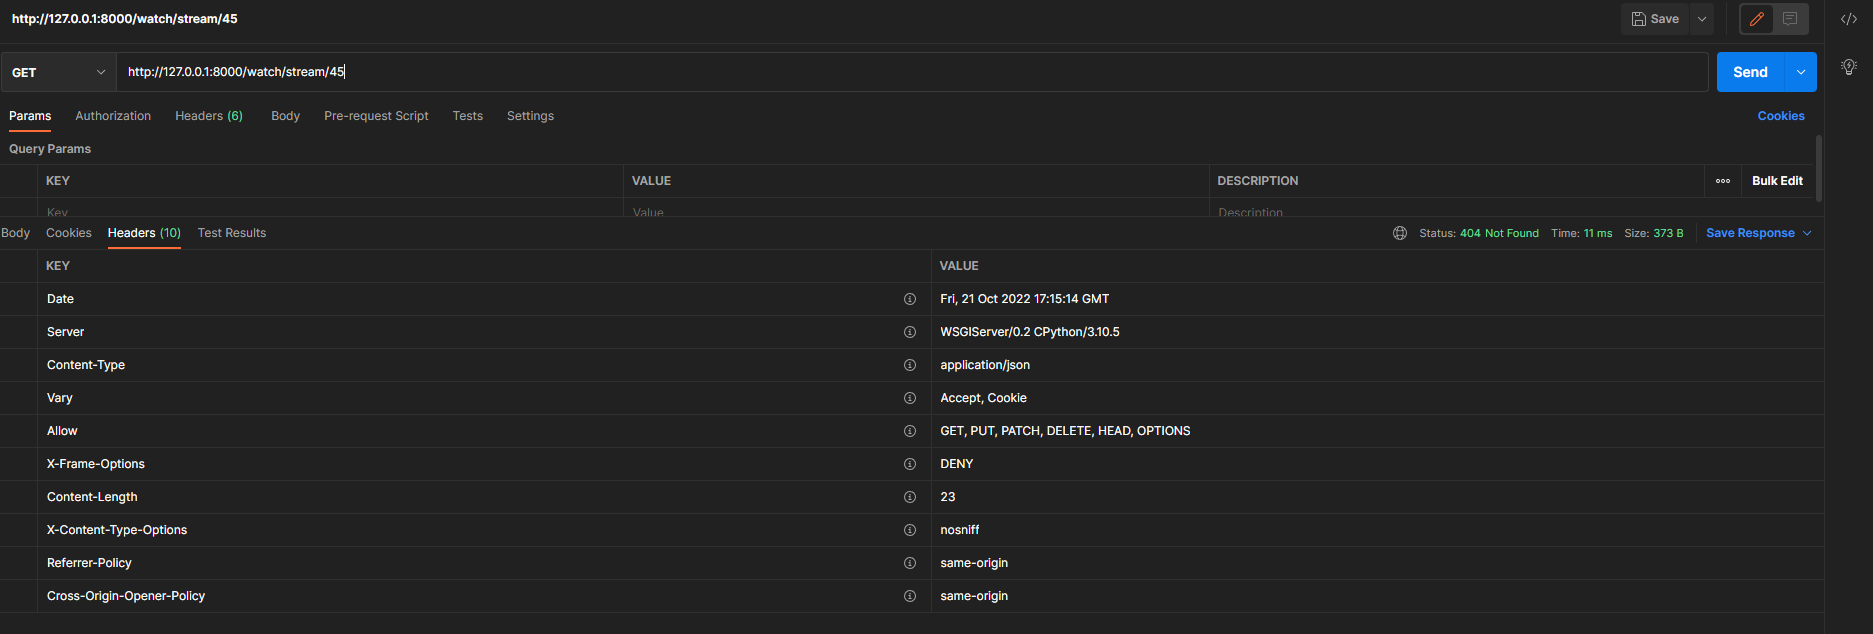 http://127.0.0.1:8000/watch/stream/45
Save
GET
http://127.0.0.1:8000/watch/stream/45
Send
Params Authorization Headers (6) Body Pre-request Script Tests Settings Cookies
Query Params
KEY VALUE DESCRIPTION ooo Bulk Edit
Key Value Description
Body Cookies Headers (10) Test Results Status: 404 Not Found Time: 11 ms Size: 373 B Save Response
KEY VALUE
Date Fri, 21 Oct 2022 17:15:14 GMT
Server WSGIServer/0.2 CPython/3.10.5
Content-Type application/json
Vary Accept, Cookie
Allow GET, PUT, PATCH, DELETE, HEAD, OPTIONS
X-Frame-Options DENY
Content-Length 23
X-Content-Type-Options nosniff
Referrer-Policy same-origin
Cross-Origin-Opener-Policy same-origin